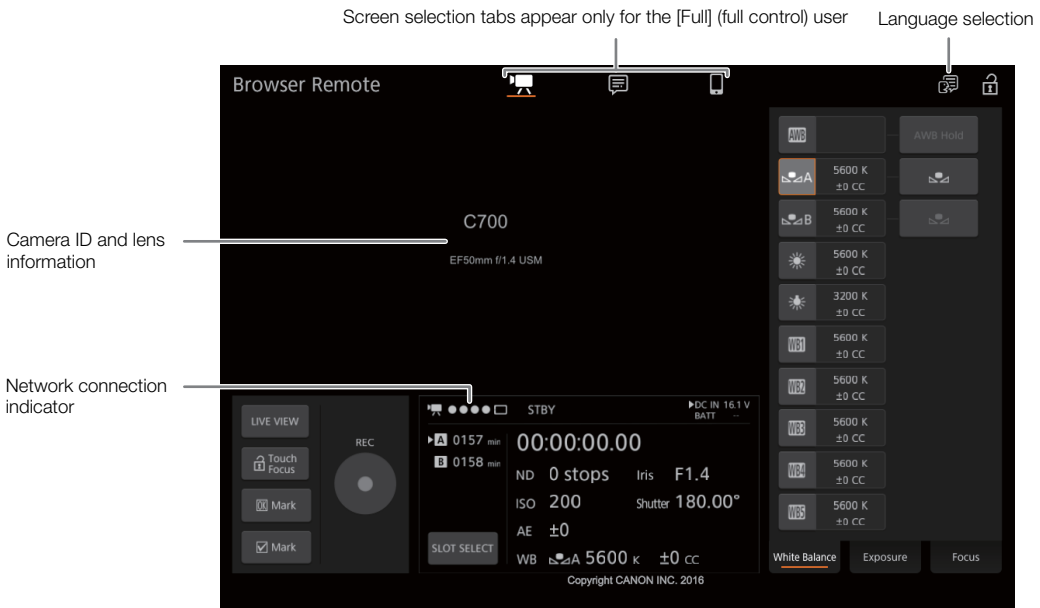 Screen selection tabs appear only for the [Full] (full control) user
Language selection
Browser Remote
Camera ID and lens
information
C700
EF50mm f/1.4 USM
Network connection
indicator
LIVE VIEW
Touch
Focus
OK Mark
Mark
REC
STBY
DC IN 16.1 V
BATT --
A 0157 min
B 0158 min
00:00:00.00
ND 0 stops Iris F1.4
ISO 200 Shutter 180.00°
AE ±0
WB A 5600 K ±0 CC
SLOT SELECT
AWB
AWB Hold
A 5600 K
±0 CC
B 5600 K
±0 CC
5600 K
±0 CC
3200 K
±0 CC
WB1 5600 K
±0 CC
WB2 5600 K
±0 CC
WB3 5600 K
±0 CC
WB4 5600 K
±0 CC
WB5 5600 K
±0 CC
White Balance Exposure Focus
Copyright CANON INC. 2016